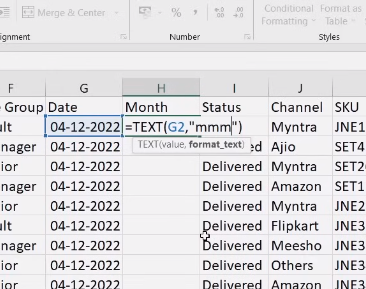 Merge & Center
Conditional Format as
Formatting Table
ignment
Number
Styles
F G H I J K
e Group Date Month Status Channel SKU
ult 04-12-2022 =TEXT(G2,"mmm") Myntra JNE1
nager 04-12-2022 TEXT(value, format_text) ed Ajio SET4
ior 04-12-2022 Delivered Myntra SET20
nager 04-12-2022 Delivered Amazon SET1
ior 04-12-2022 Delivered Myntra JNE2
ult 04-12-2022 Delivered Flipkart JNE3
nager 04-12-2022 Delivered Meesho JNE3
ior 04-12-2022 Delivered Others JNE3
ior 04-12-2022 Delivered Amazon JNE3